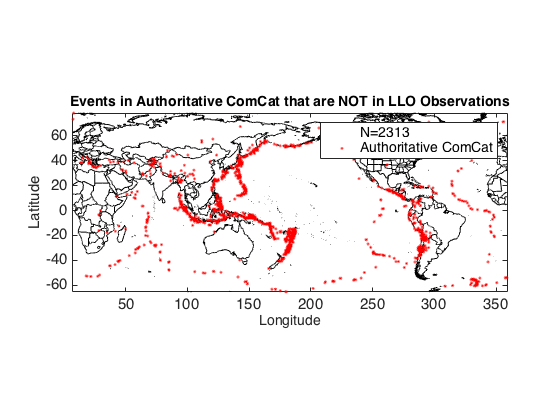 Events in Authoritative ComCat that are NOT in LLO Observations
N=2313
Authoritative ComCat
Latitude
60
40
20
0
-20
-40
-60
50
100
150
200
250
300
350
Longitude